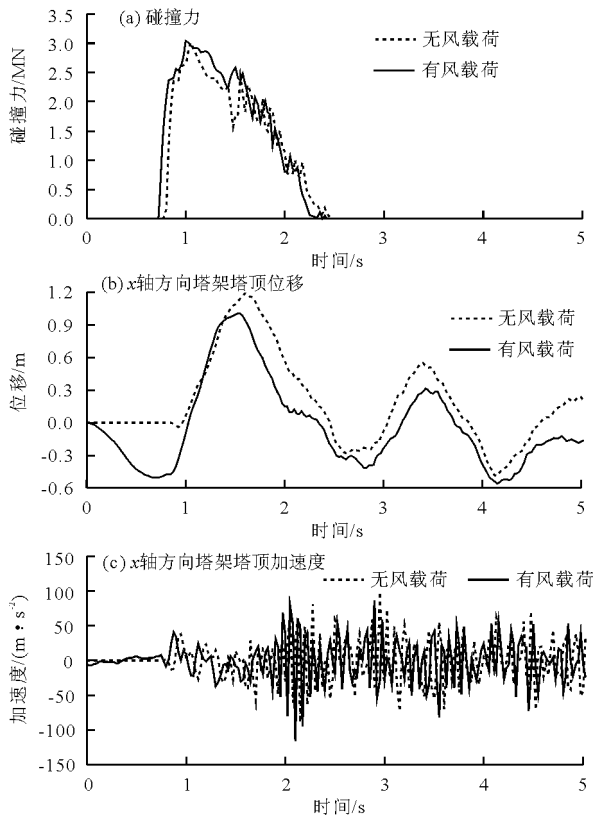 (a) 碰撞力
无风载荷
有风载荷
碰撞力/MN
3.5
3.0
2.5
2.0
1.5
1.0
0.5
0.0
0 1 2 3 4 5
时间/s
(b) x轴方向塔架塔顶位移
无风载荷
有风载荷
位移/m
1.2
0.9
0.6
0.3
0.0
-0.3
-0.6
0 1 2 3 4 5
时间/s
(c) x轴方向塔架塔顶加速度
无风载荷 有风载荷
加速度/(m·s⁻²)
150
100
50
0
-50
-100
-150
0 1 2 3 4 5
时间/s